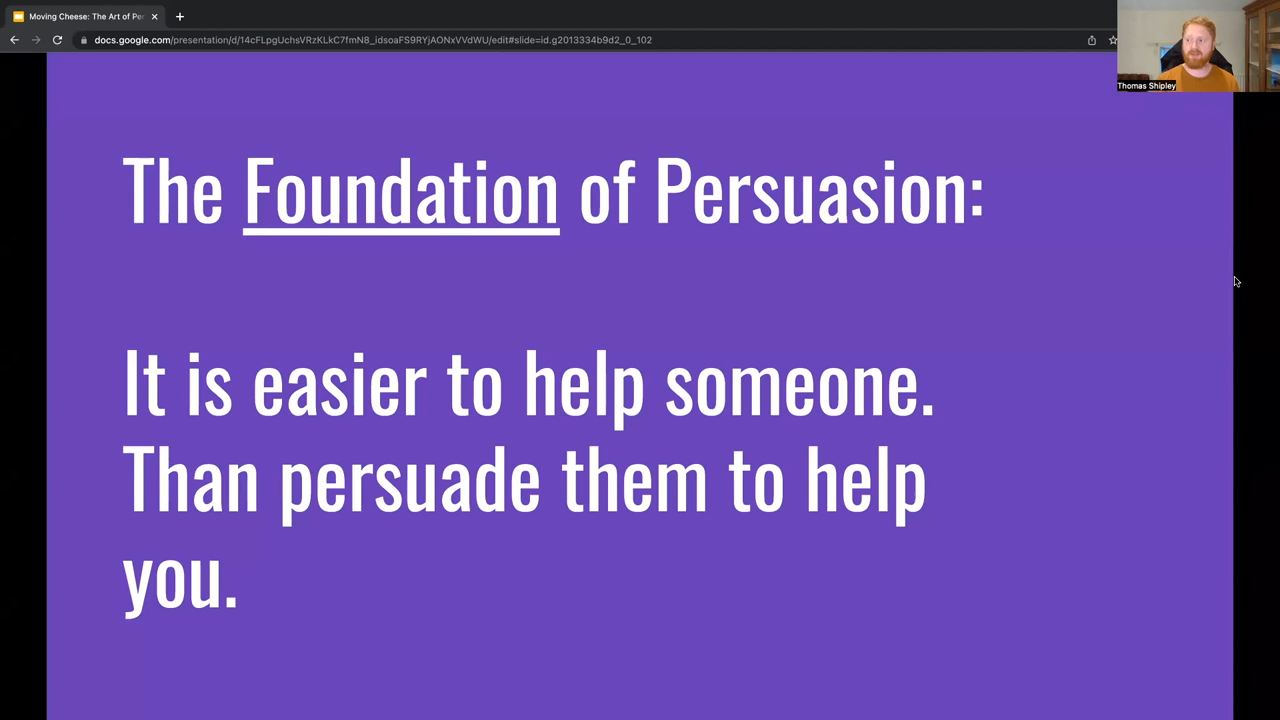 Moving Cheese: The Art of Per
docs.google.com/presentation/d/14cFLpgUchsVRzKLkC7fmN8_idsoaFS9RYjAONxVVdWU/edit#slide=id.g2013334b9d2_0_102
Thomas Shipley
The Foundation of Persuasion:
It is easier to help someone.
Than persuade them to help
you.